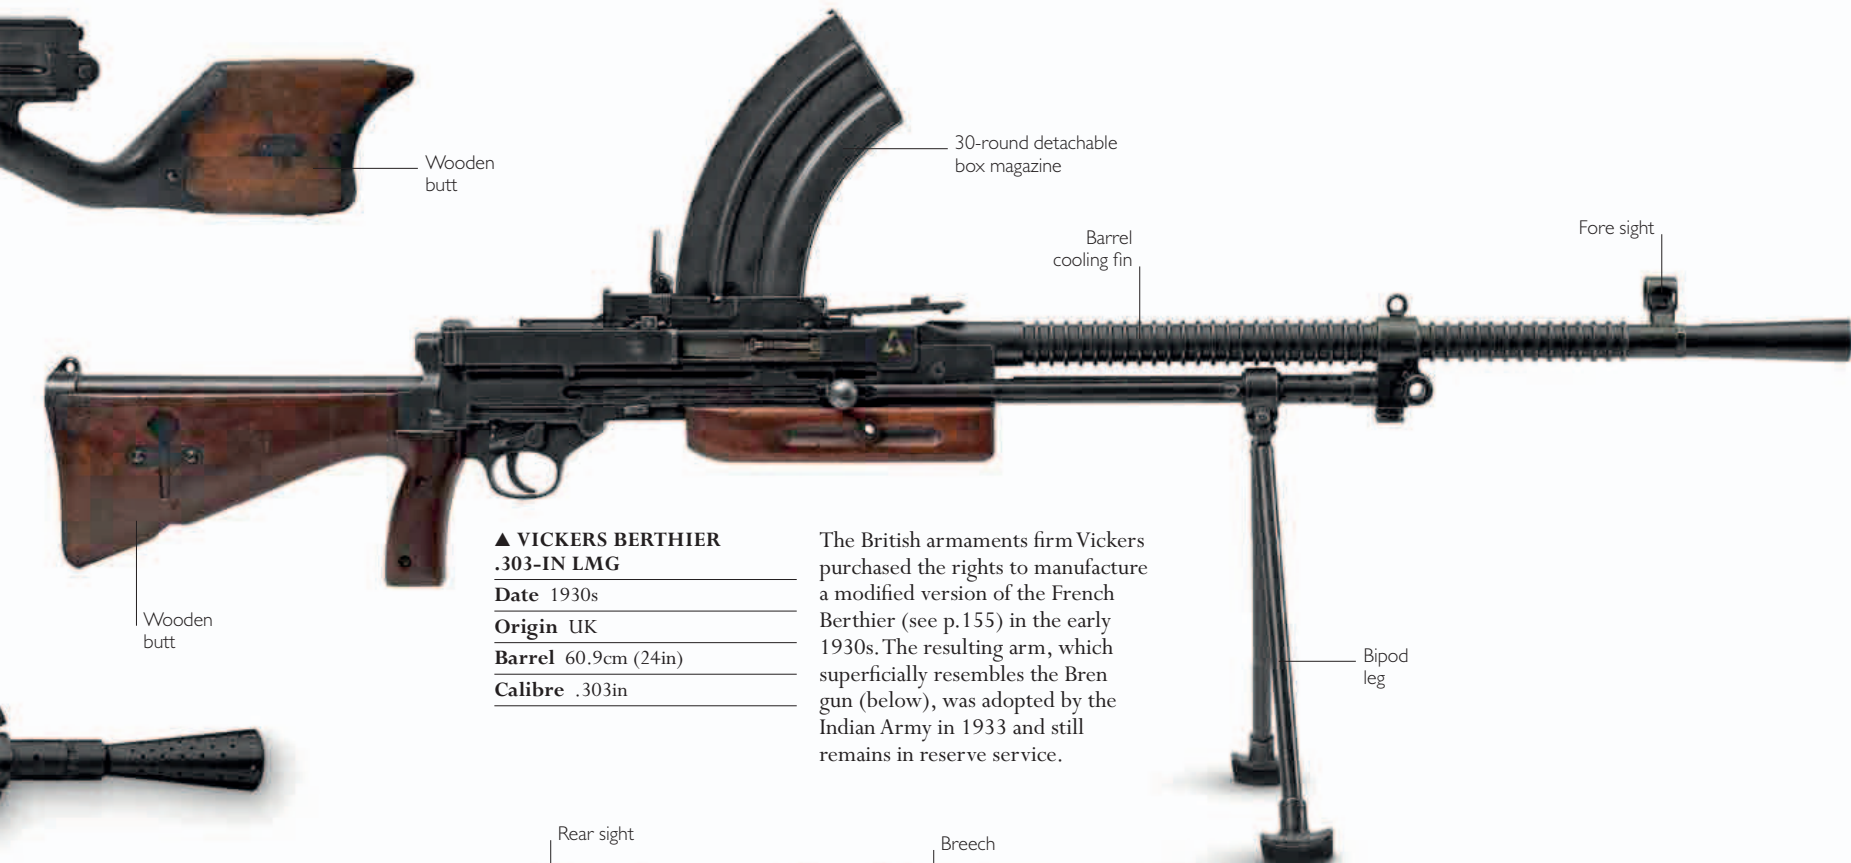 Wooden
butt
30-round detachable
box magazine
Barrel
cooling fin
Fore sight
▲ VICKERS BERTHIER
.303-IN LMG
Date 1930s
Origin UK
Barrel 60.9cm (24in)
Calibre .303in
The British armaments firm Vickers
purchased the rights to manufacture
a modified version of the French
Berthier (see p.155) in the early
1930s. The resulting arm, which
superficially resembles the Bren
gun (below), was adopted by the
Indian Army in 1933 and still
remains in reserve service.
Wooden
butt
Bipod
leg
Rear sight
Breech